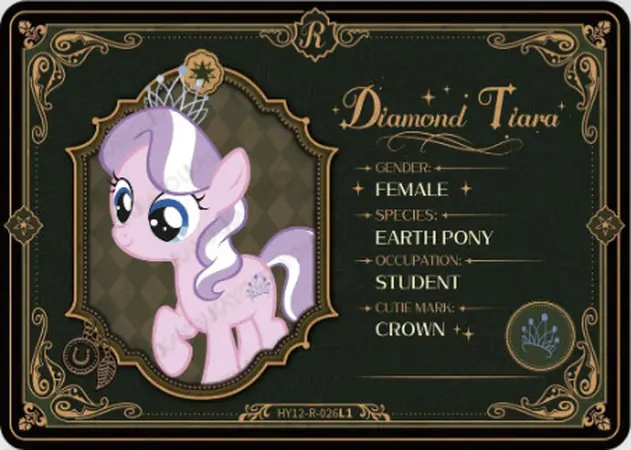 R
Diamond Tiara
GENDER:
FEMALE
SPECIES:
EARTH PONY
OCCUPATION:
STUDENT
CUTIE MARK:
CROWN
HY12-R-026L1